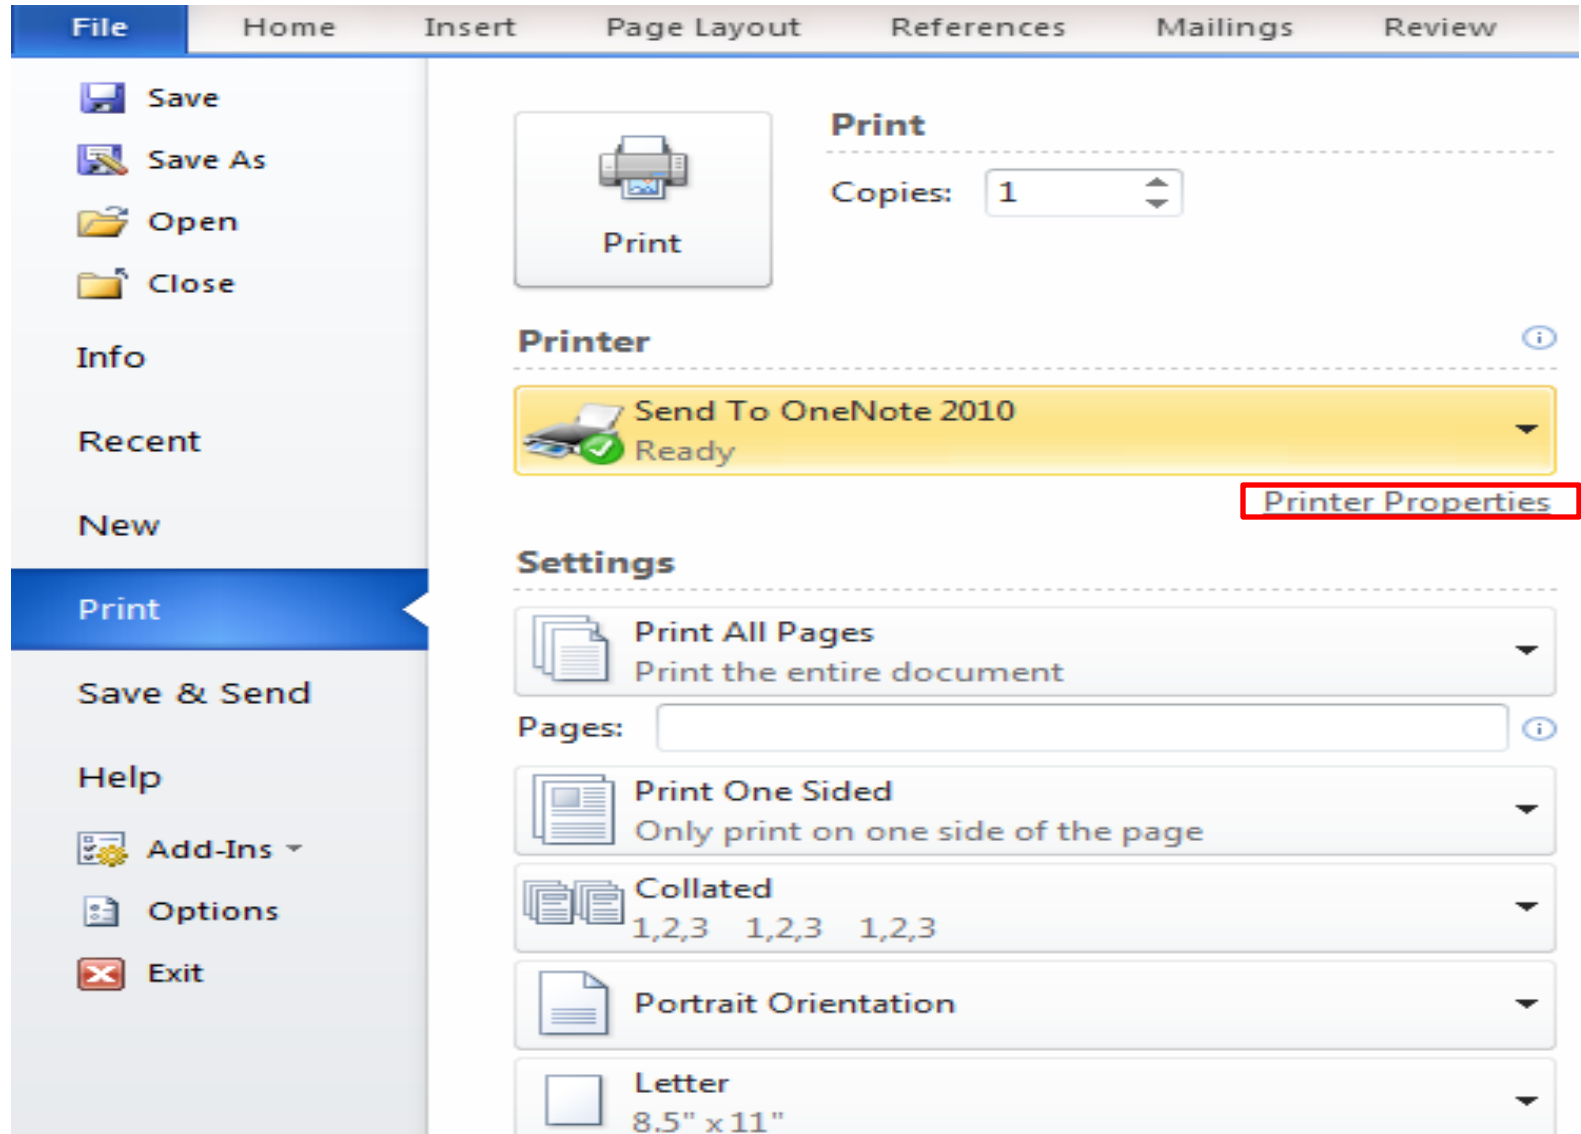 File Home Insert Page Layout References Mailings Review
Save
Save As
Open
Close
Info
Recent
New
Print
Save & Send
Help
Add-Ins
Options
Exit
Print
Print
Copies: 1
Printer
Send To OneNote 2010
Ready
Printer Properties
Settings
Print All Pages
Print the entire document
Pages:
Print One Sided
Only print on one side of the page
Collated
1,2,3 1,2,3 1,2,3
Portrait Orientation
Letter
8.5" x 11"